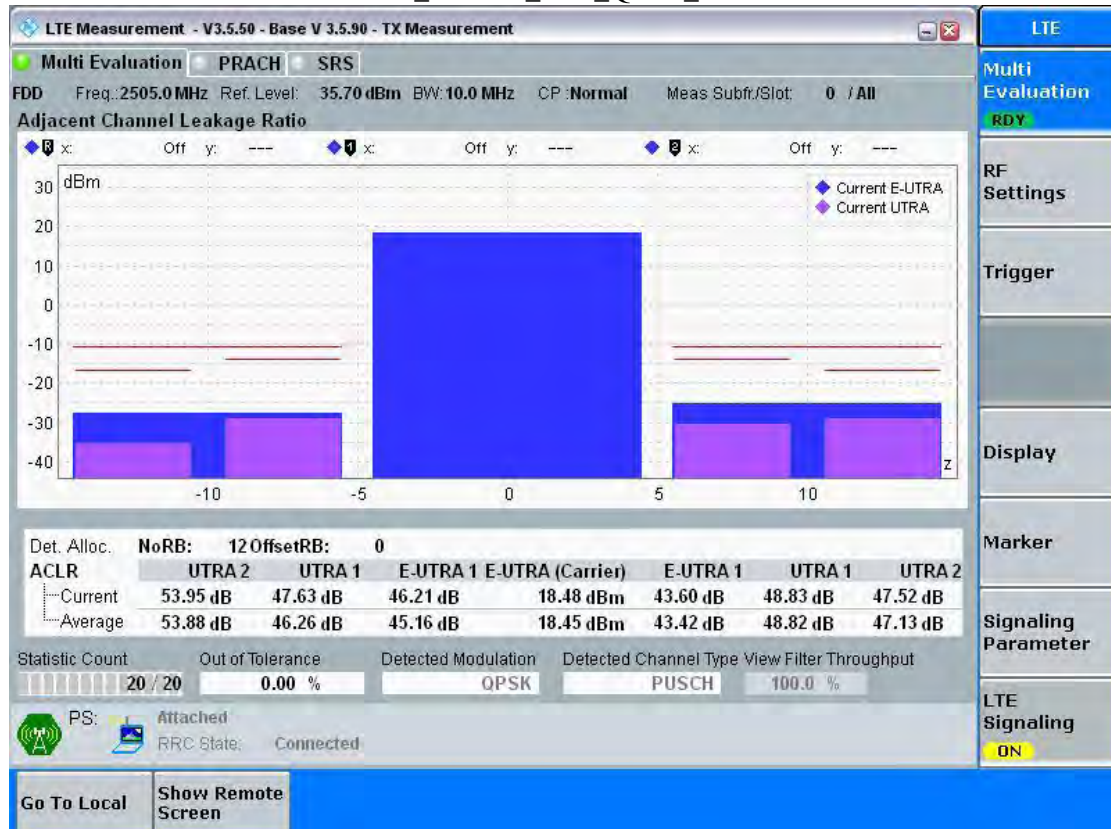 LTE Measurement - V3.5.50 - Base V 3.5.90 - TX Measurement
LTE
Multi Evaluation PRACH SRS
Multi
Evaluation
RDY
FDD Freq.:2505.0 MHz Ref. Level: 35.70 dBm BW:10.0 MHz CP :Normal Meas Subfr./Slot: 0 / All
Adjacent Channel Leakage Ratio
R x: Off y: --- 1 x: Off y: --- 2 x: Off y: ---
dBm
Current E-UTRA
Current UTRA
30
20
10
0
-10
-20
-30
-40
z
-10 -5 0 5 10
RF
Settings
Trigger
Display
Marker
Signaling
Parameter
LTE
Signaling
ON
Det. Alloc. NoRB: 12 OffsetRB: 0
ACLR UTRA 2 UTRA 1 E-UTRA 1 E-UTRA (Carrier) E-UTRA 1 UTRA 1 UTRA 2
Current 53.95 dB 47.63 dB 46.21 dB 18.48 dBm 43.60 dB 48.83 dB 47.52 dB
Average 53.88 dB 46.26 dB 45.16 dB 18.45 dBm 43.42 dB 48.82 dB 47.13 dB
Statistic Count Out of Tolerance Detected Modulation Detected Channel Type View Filter Throughput
20 / 20 0.00 % QPSK PUSCH 100.0 %
PS: Attached
RRC State: Connected
Go To Local
Show Remote
Screen